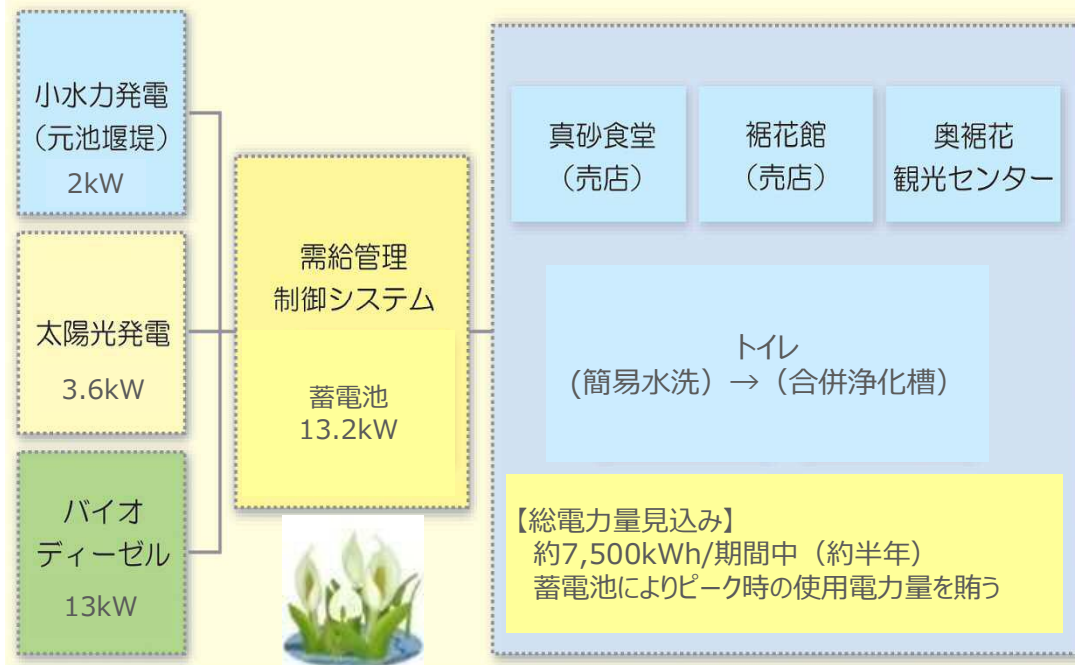 小水力発電
（元池堰堤）
2kW
太陽光発電
3.6kW
バイオ
ディーゼル
13kW
需給管理
制御システム
蓄電池
13.2kW
真砂食堂
（売店）
裾花館
（売店）
奥裾花
観光センター
トイレ
(簡易水洗）→（合併浄化槽）
【総電力量見込み】
約7,500kWh/期間中（約半年）
蓄電池によりピーク時の使用電力量を賄う